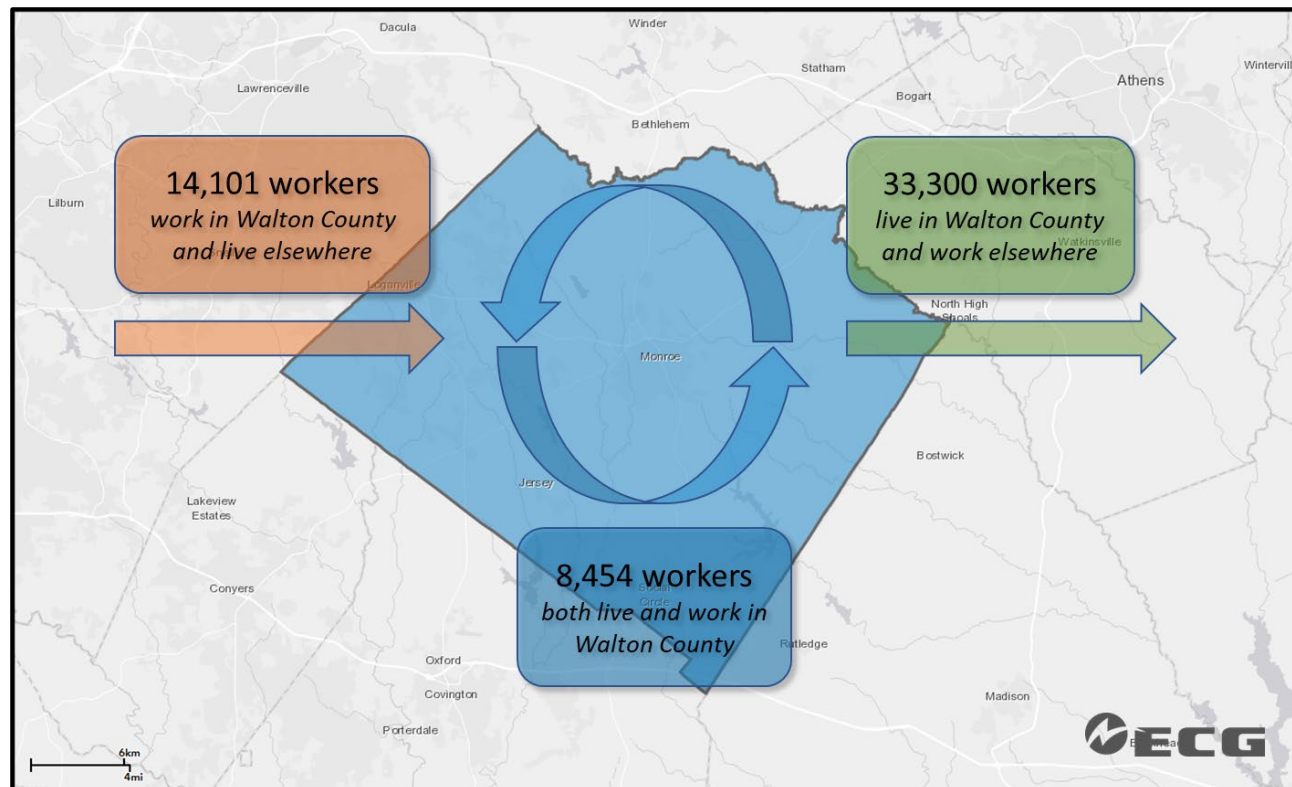 Dacula
Winder
Statham
Athens
Winterville
Lawrenceville
Bogart
Bethlehem
14,101 workers
work in Walton County
and live elsewhere
33,300 workers
live in Walton County
and work elsewhere
Lilburn
Watkinsville
Loganville
North High
Shoals
Monroe
Bostwick
Jersey
Lakeview
Estates
8,454 workers
both live and work in
Walton County
Social
Circle
Conyers
Rutledge
Oxford
Covington
Madison
Porterdale
ECG
6km
4mi